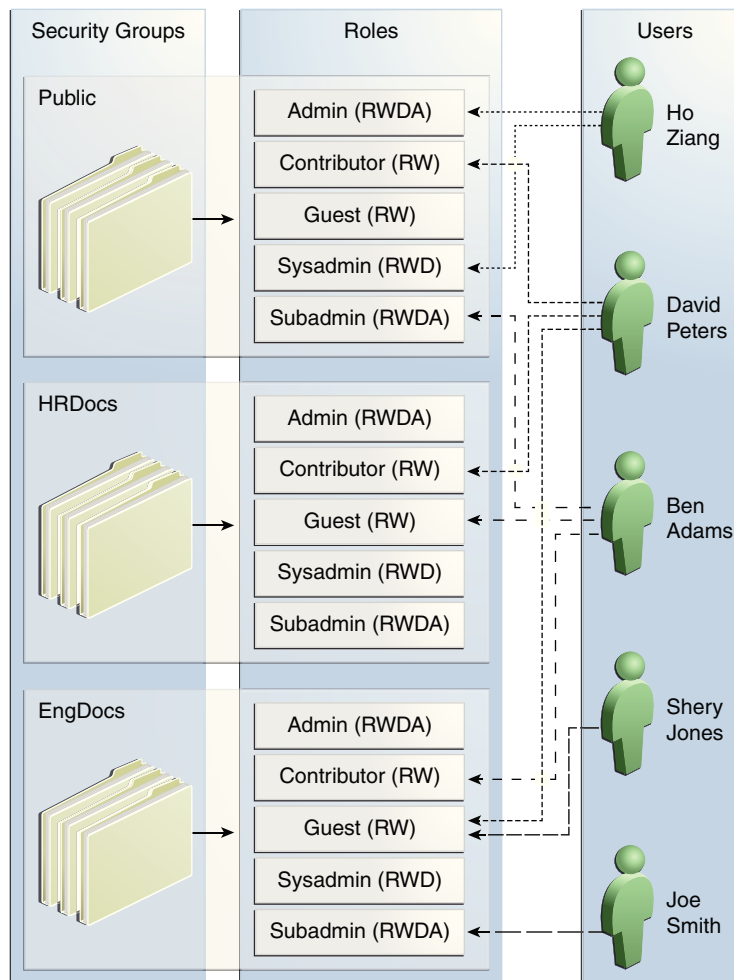 Security Groups
Roles
Users
Public
Admin (RWDA)
Contributor (RW)
Guest (RW)
Sysadmin (RWD)
Subadmin (RWDA)
HRDocs
Admin (RWDA)
Contributor (RW)
Guest (RW)
Sysadmin (RWD)
Subadmin (RWDA)
EngDocs
Admin (RWDA)
Contributor (RW)
Guest (RW)
Sysadmin (RWD)
Subadmin (RWDA)
Ho
Ziang
David
Peters
Ben
Adams
Shery
Jones
Joe
Smith